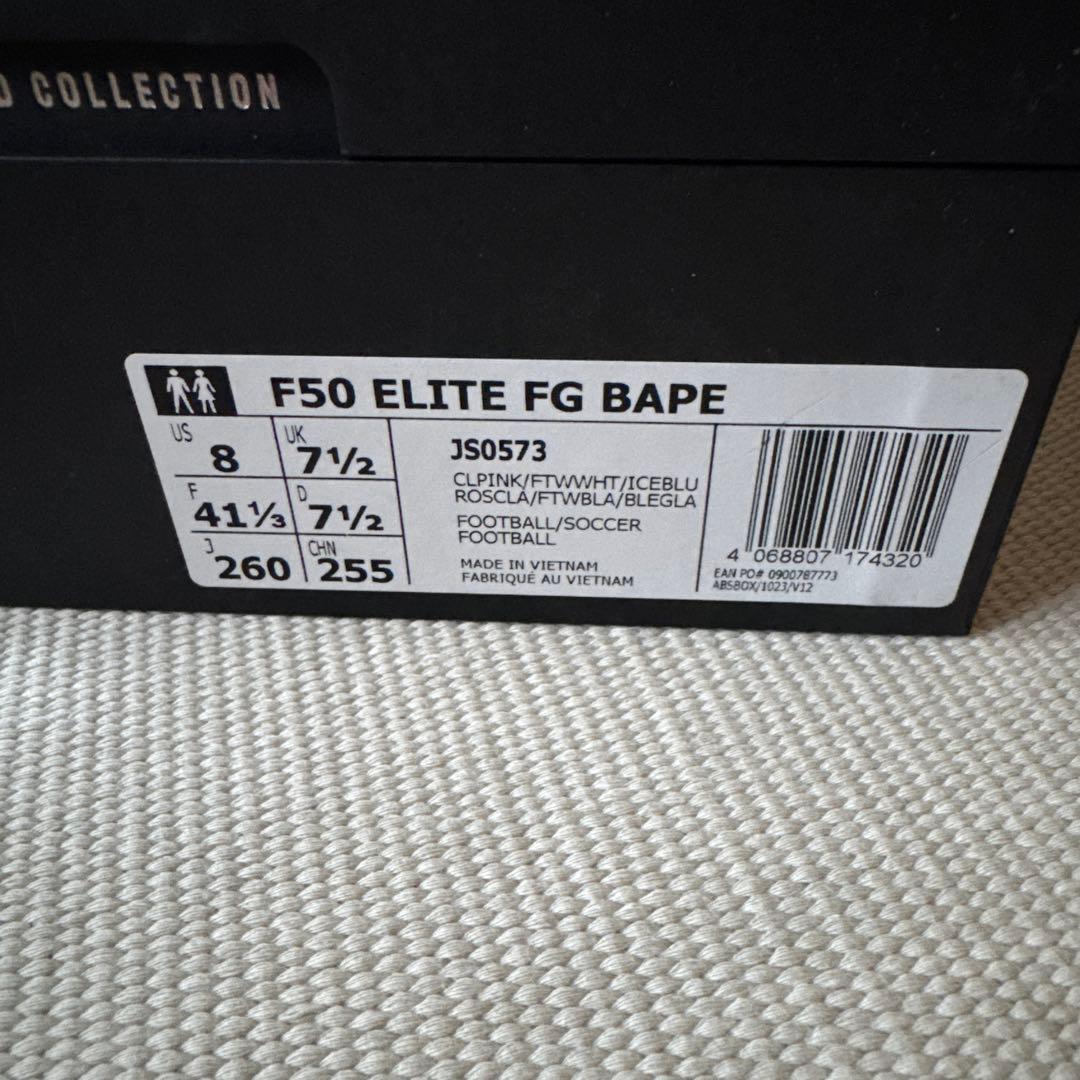 COLLECTION
F50 ELITE FG BAPE
US 8
UK 7½
F 41⅓
D 7½
J 260
CHN 255
JS0573
CLPINK/FTWWHT/ICEBLU
ROSCLA/FTWBLA/BLEGLA
FOOTBALL/SOCCER
FOOTBALL
MADE IN VIETNAM
FABRIQUÉ AU VIETNAM
4 068807 174320
EAN PO# 0900787773
ABSBOX/1023/V12